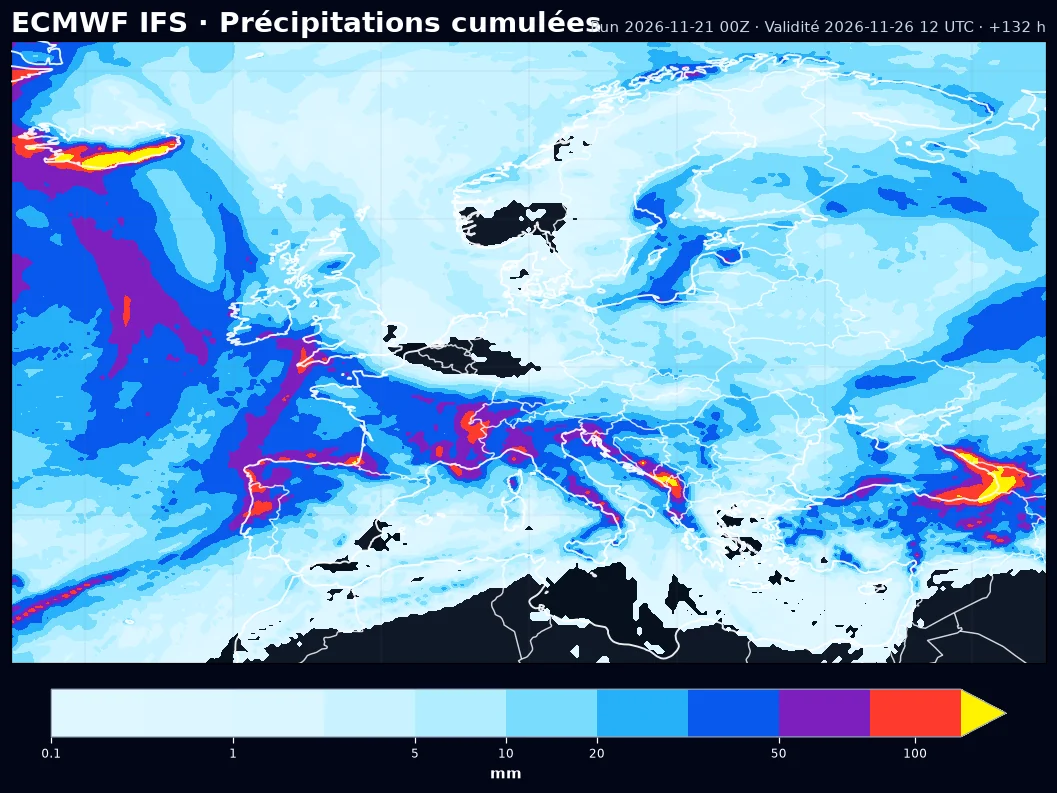 ECMWF IFS · Précipitations cumulées
Run 2026-11-21 00Z · Validité 2026-11-26 12 UTC · +132 h
0.1 1 5 10 20 50 100
mm